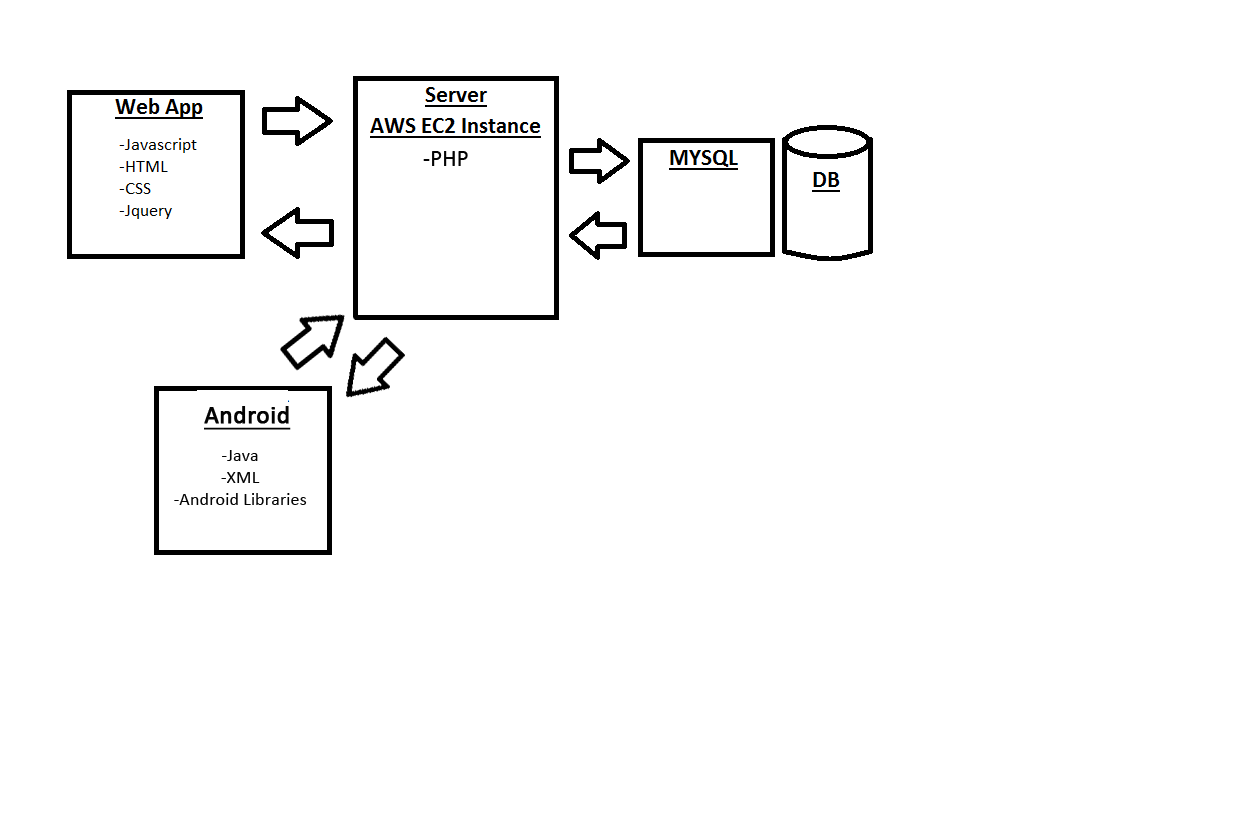 Web App
-Javascript
-HTML
-CSS
-Jquery
Server
AWS EC2 Instance
-PHP
MYSQL
DB
Android
-Java
-XML
-Android Libraries